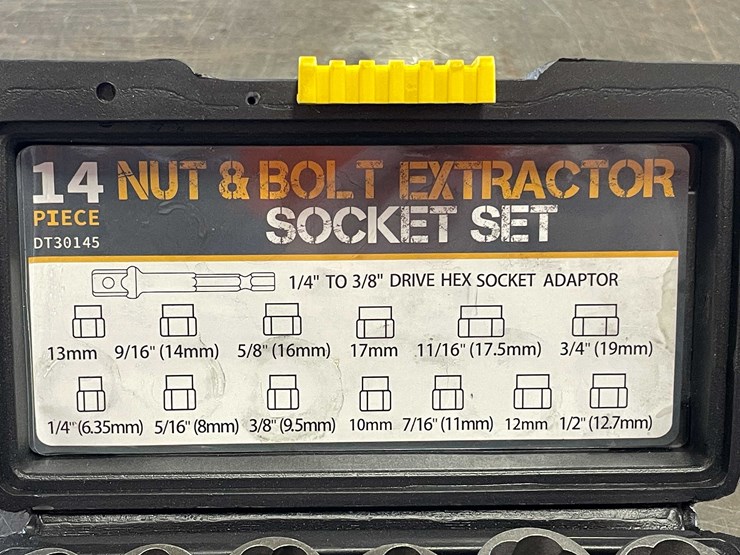 14 NUT & BOLT EXTRACTOR
PIECE SOCKET SET
DT30145
1/4" TO 3/8" DRIVE HEX SOCKET ADAPTOR
13mm 9/16" (14mm) 5/8" (16mm) 17mm 11/16" (17.5mm) 3/4" (19mm)
1/4" (6.35mm) 5/16" (8mm) 3/8" (9.5mm) 10mm 7/16" (11mm) 12mm 1/2" (12.7mm)